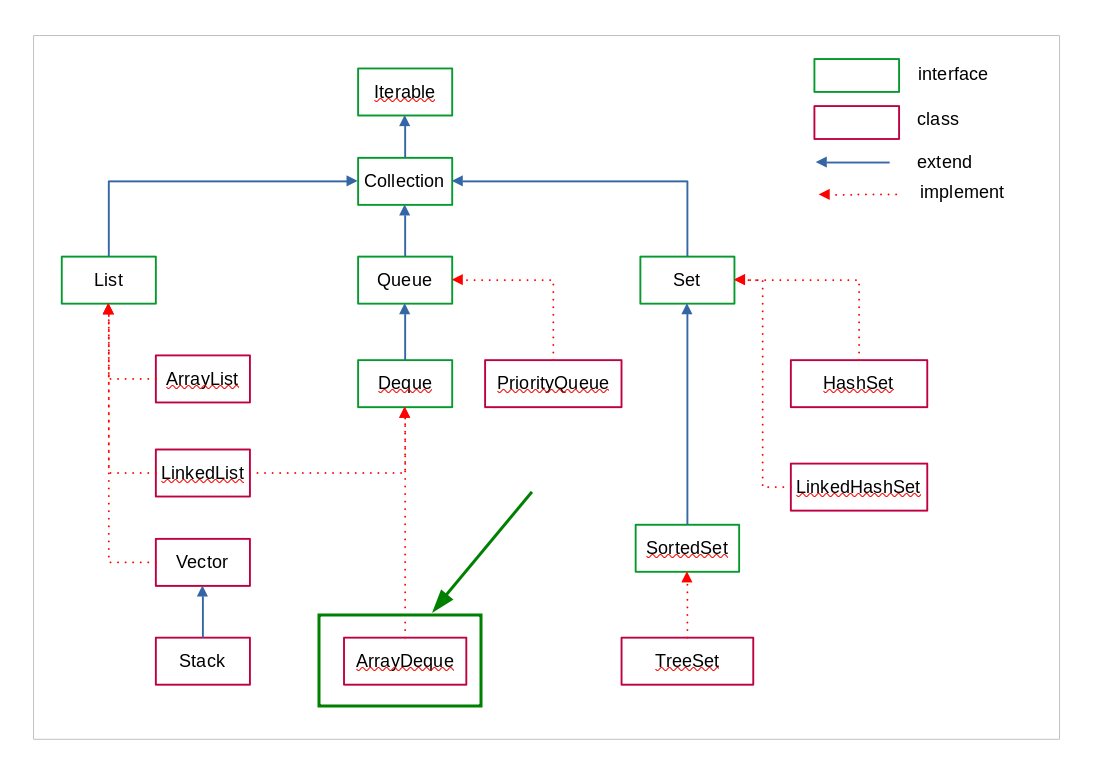 Iterable
interface
class
Collection
extend
implement
List
Queue
Set
ArrayList
Deque
PriorityQueue
HashSet
LinkedList
LinkedHashSet
Vector
SortedSet
Stack
ArrayDeque
TreeSet